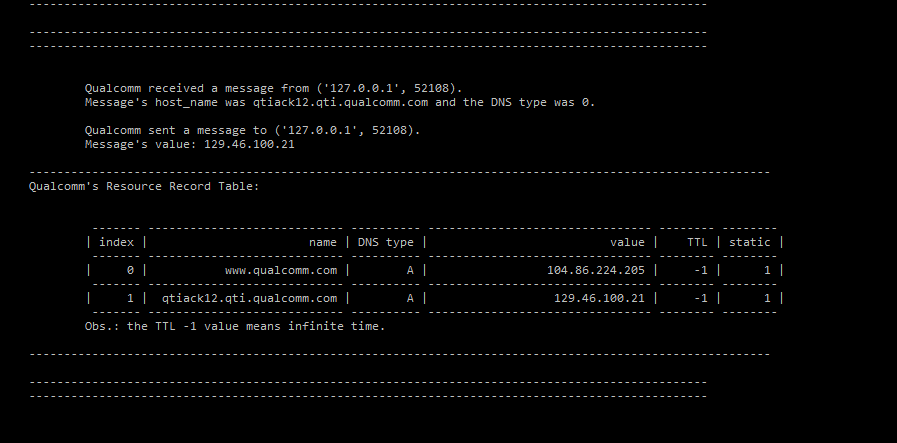 -------------------------------------------------------------------------------------------------
-------------------------------------------------------------------------------------------------
-------------------------------------------------------------------------------------------------
Qualcomm received a message from ('127.0.0.1', 52108).
Message's host_name was qtiack12.qti.qualcomm.com and the DNS type was 0.
Qualcomm sent a message to ('127.0.0.1', 52108).
Message's value: 129.46.100.21
----------------------------------------------------------------------------------------------------------
Qualcomm's Resource Record Table:
------- ---------------------------- ---------- -------------------------------- ------- --------
| index |                       name | DNS type |                          value |    TTL | static |
------- ---------------------------- ---------- -------------------------------- ------- --------
|     0 |           www.qualcomm.com |        A |                 104.86.224.205 |     -1 |      1 |
------- ---------------------------- ---------- -------------------------------- ------- --------
|     1 |  qtiack12.qti.qualcomm.com |        A |                  129.46.100.21 |     -1 |      1 |
------- ---------------------------- ---------- -------------------------------- ------- --------
Obs.: the TTL -1 value means infinite time.
----------------------------------------------------------------------------------------------------------
-------------------------------------------------------------------------------------------------
-------------------------------------------------------------------------------------------------